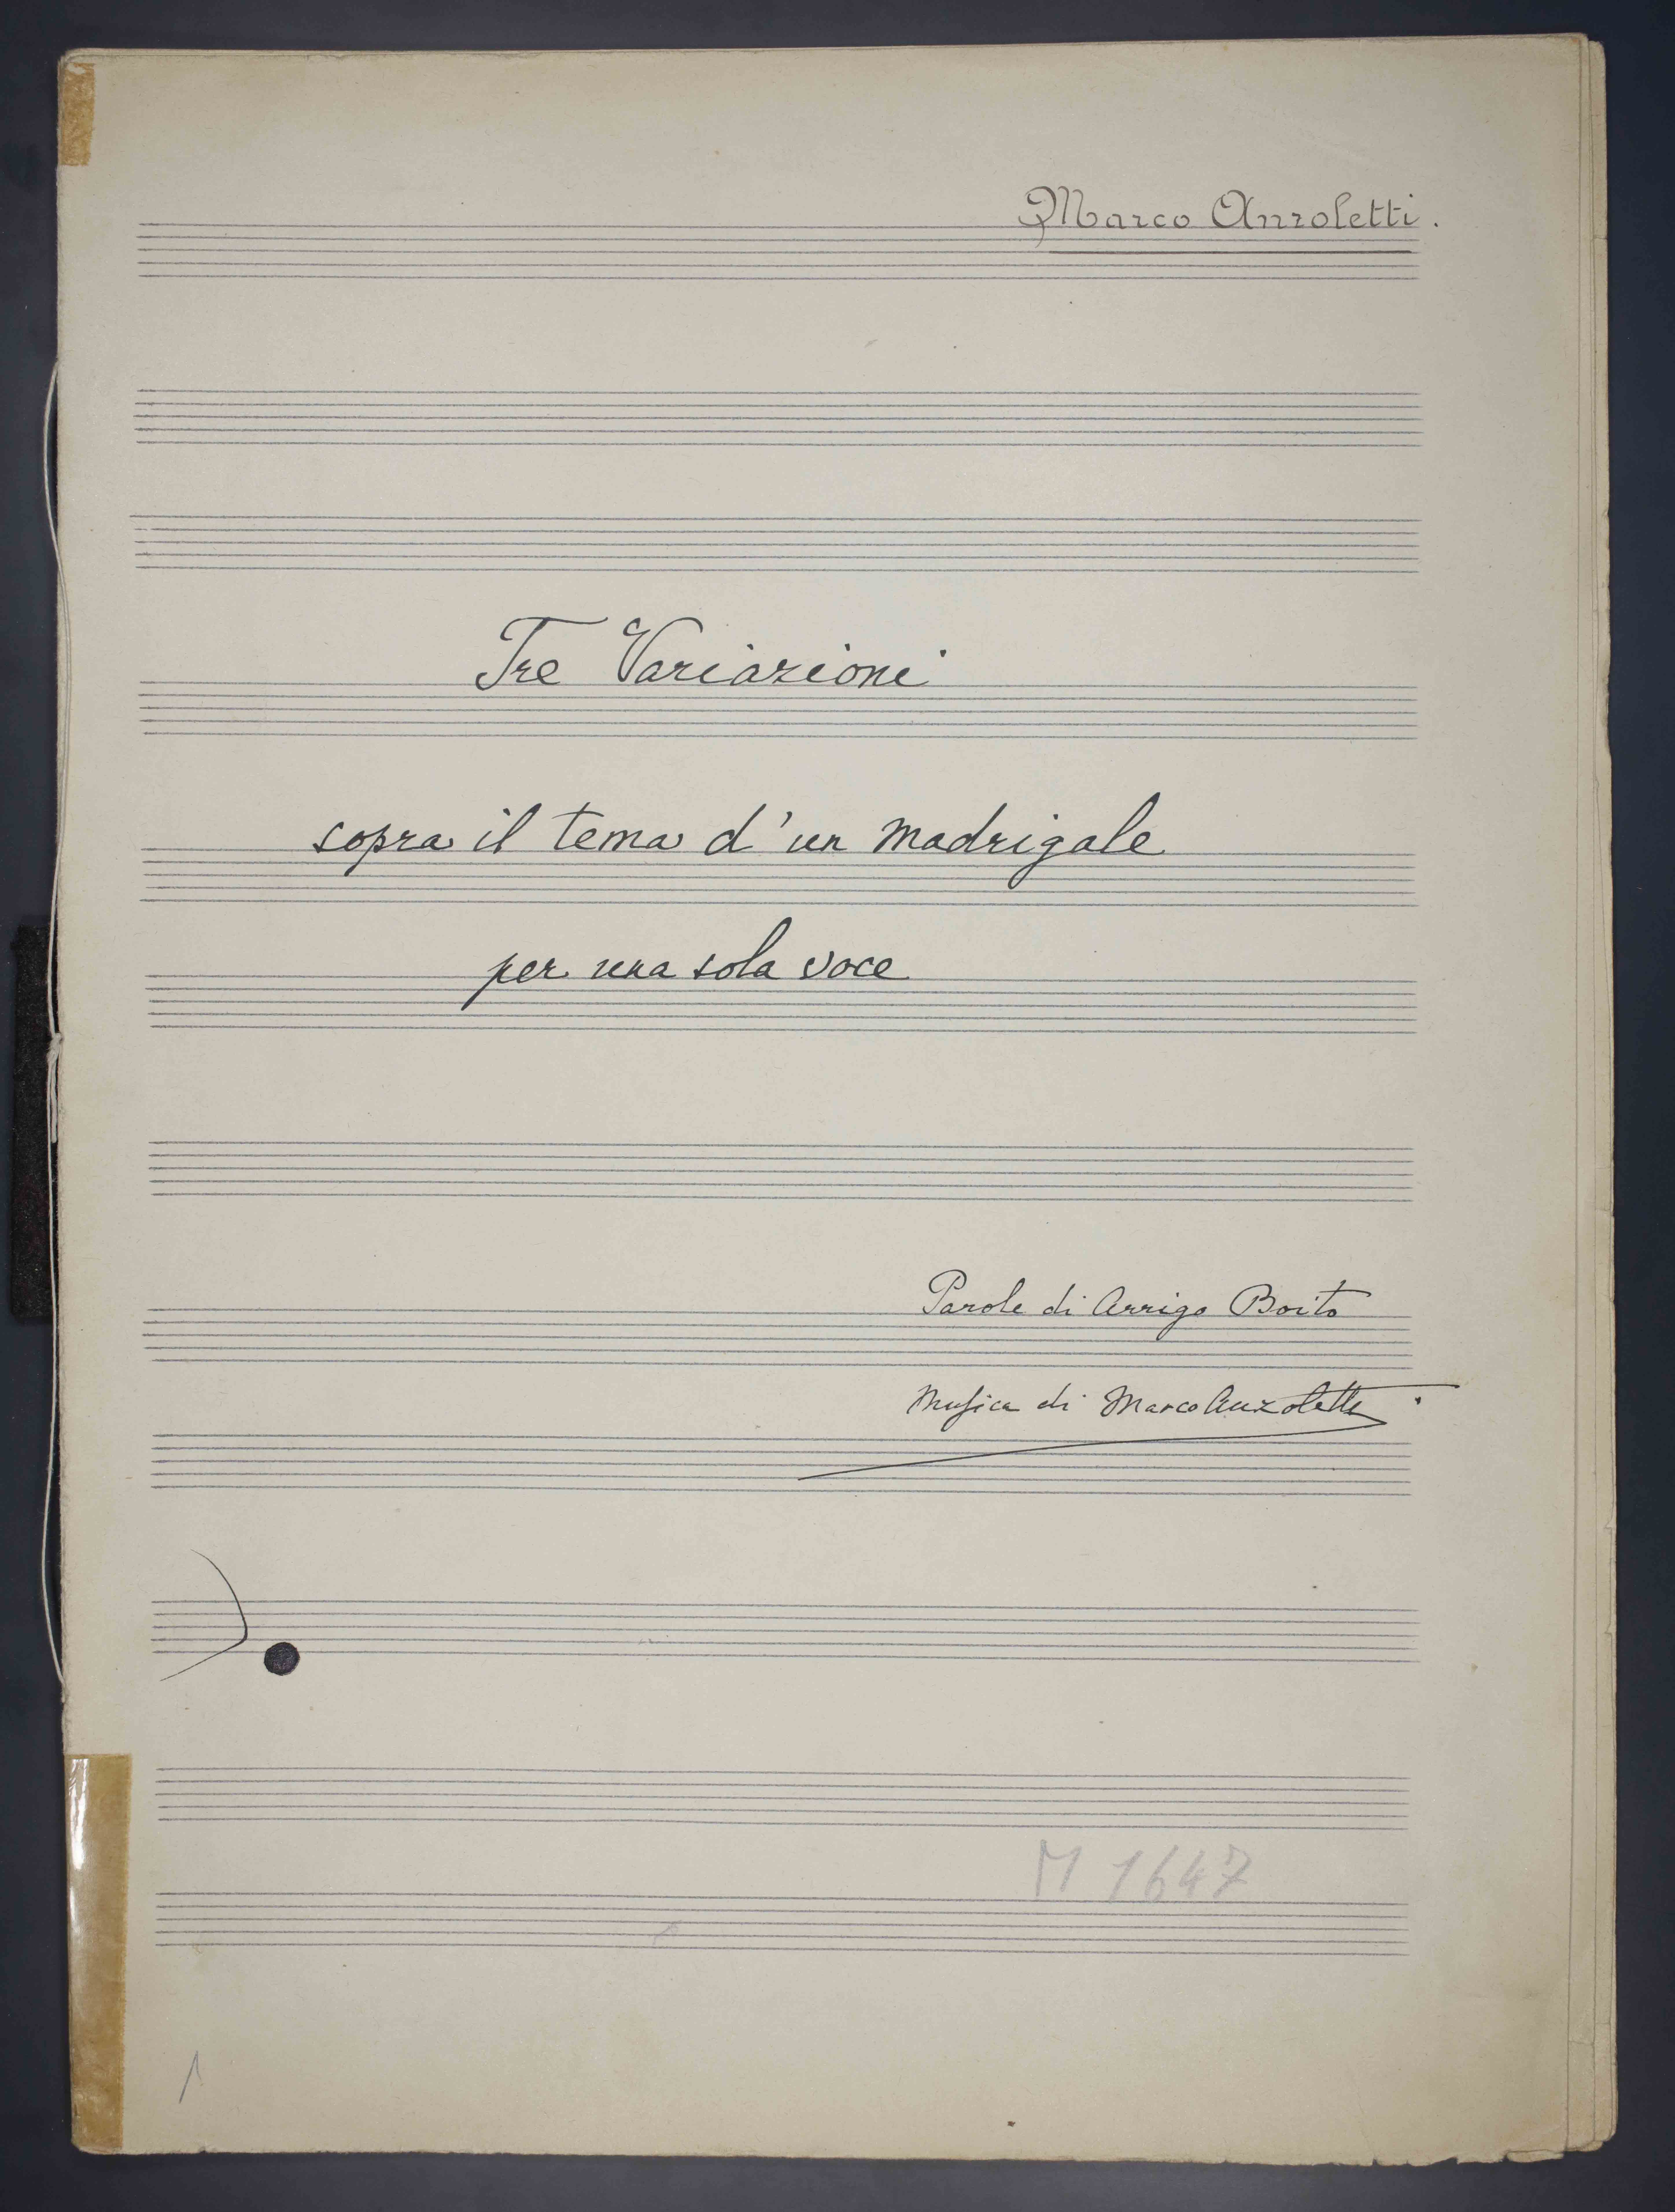 Marco Anzoletti.
Tre Variazioni
sopra il tema d'un madrigale
per una sola voce
Parole di Arrigo Boito
Musica di Marco Anzoletti
M 1647
1